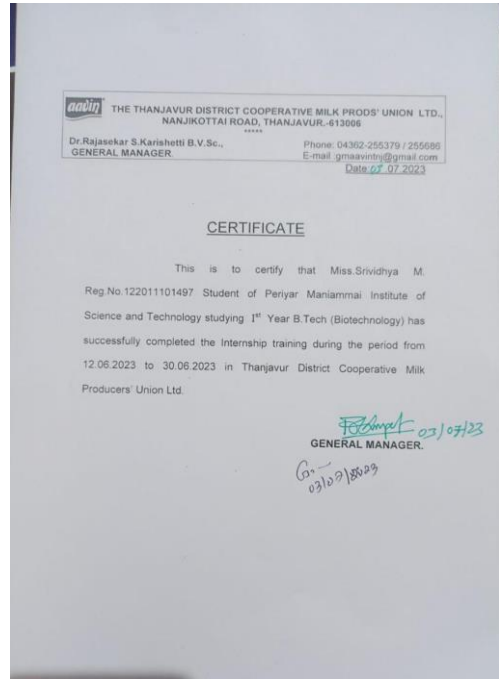 aavin
THE THANJAVUR DISTRICT COOPERATIVE MILK PRODS' UNION LTD.,
NANJIKOTTAI ROAD, THANJAVUR.-613006
*****
Dr.Rajasekar S.Karishetti B.V.Sc.,
GENERAL MANAGER.
Phone: 04362-255379 / 255686
E-mail :gmaavintnj@gmail.com
Date:03.07.2023
CERTIFICATE
This is to certify that Miss.Srividhya M.
Reg.No.122011101497 Student of Periyar Maniammai Institute of
Science and Technology studying 1st Year B.Tech (Biotechnology) has
successfully completed the Internship training during the period from
12.06.2023 to 30.06.2023 in Thanjavur District Cooperative Milk
Producers' Union Ltd.
03/07/23
GENERAL MANAGER.
03/07/2023